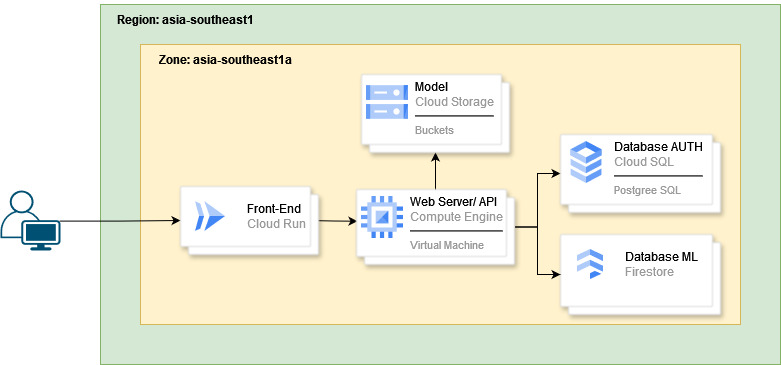 Region: asia-southeast1
Zone: asia-southeast1a
Model
Cloud Storage
Buckets
Front-End
Cloud Run
Web Server/ API
Compute Engine
Virtual Machine
Database AUTH
Cloud SQL
Postgree SQL
Database ML
Firestore